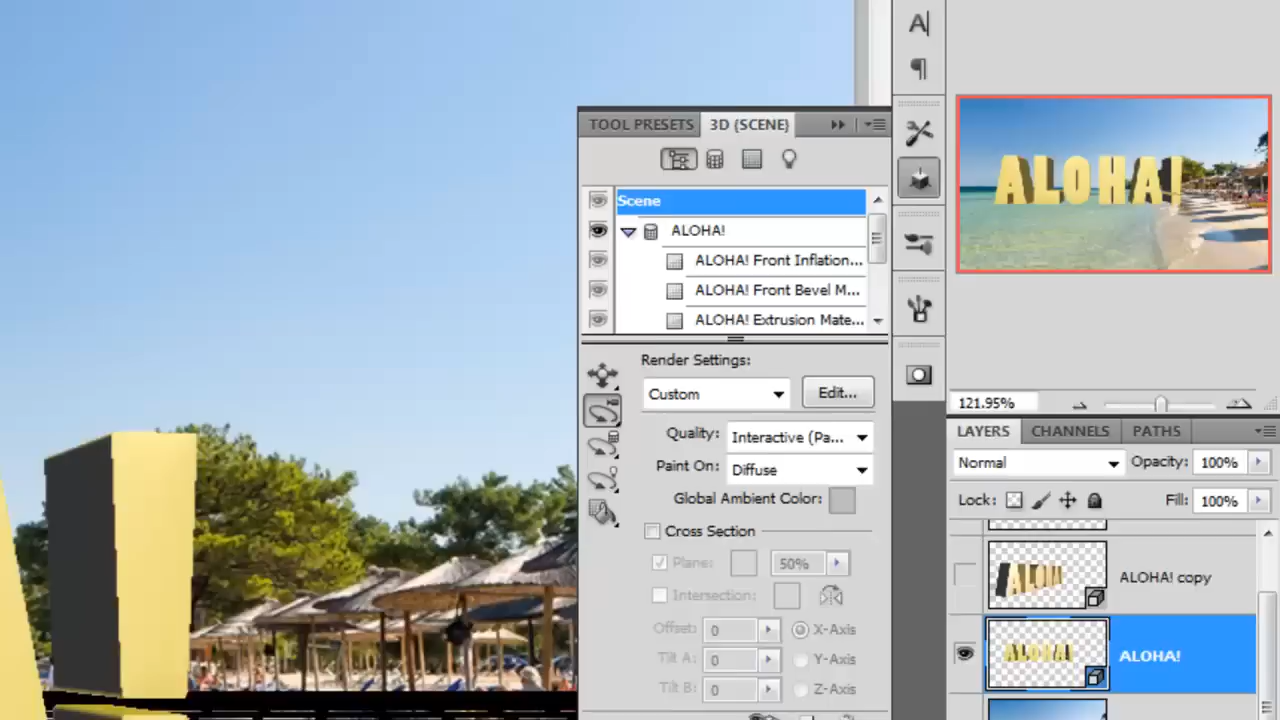 TOOL PRESETS
3D {SCENE}
Scene
ALOHA!
ALOHA! Front Inflation...
ALOHA! Front Bevel M...
ALOHA! Extrusion Mate...
Render Settings:
Custom
Edit...
Quality: Interactive (Pa...
Paint On: Diffuse
Global Ambient Color:
Cross Section
Plane: 50%
Intersection:
Offset: 0 X-Axis
Tilt A: 0 Y-Axis
Tilt B: 0 Z-Axis
A
¶
ALOHA!
121.95%
LAYERS CHANNELS PATHS
Normal Opacity: 100%
Lock: Fill: 100%
ALOHA! copy
ALOHA!
ALOHA!